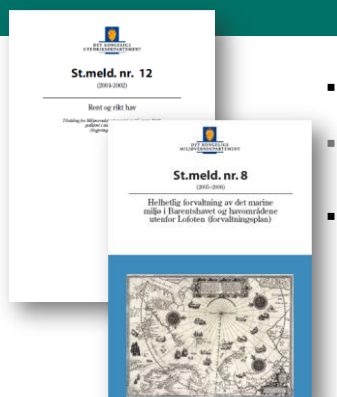 DET KONGELIGE
UTENRIKSDEPARTEMENT
St.meld. nr. 12
(2001-2002)
Rent og rikt hav
DET KONGELIGE
MILJØVERNDEPARTEMENT
St.meld. nr. 8
(2005–2006)
Helhetlig forvaltning av det marine
miljø i Barentshavet og havområdene
utenfor Lofoten (forvaltningsplan)